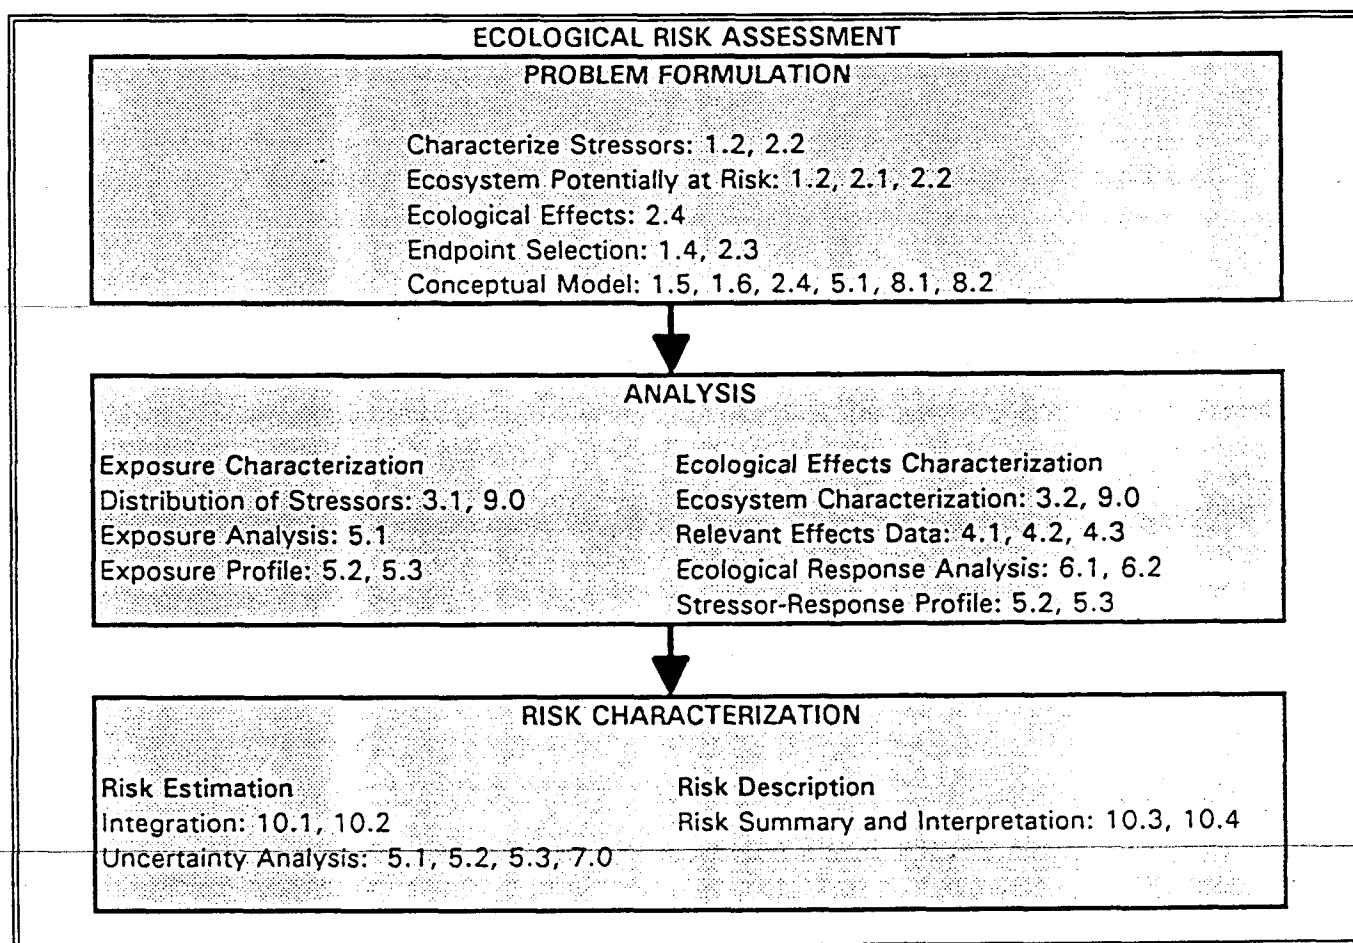 ECOLOGICAL RISK ASSESSMENT
PROBLEM FORMULATION
Characterize Stressors: 1.2, 2.2
Ecosystem Potentially at Risk: 1.2, 2.1, 2.2
Ecological Effects: 2.4
Endpoint Selection: 1.4, 2.3
Conceptual Model: 1.5, 1.6, 2.4, 5.1, 8.1, 8.2
ANALYSIS
Exposure Characterization
Distribution of Stressors: 3.1, 9.0
Exposure Analysis: 5.1
Exposure Profile: 5.2, 5.3
Ecological Effects Characterization
Ecosystem Characterization: 3.2, 9.0
Relevant Effects Data: 4.1, 4.2, 4.3
Ecological Response Analysis: 6.1, 6.2
Stressor-Response Profile: 5.2, 5.3
RISK CHARACTERIZATION
Risk Estimation
Integration: 10.1, 10.2
Uncertainty Analysis: 5.1, 5.2, 5.3, 7.0
Risk Description
Risk Summary and Interpretation: 10.3, 10.4